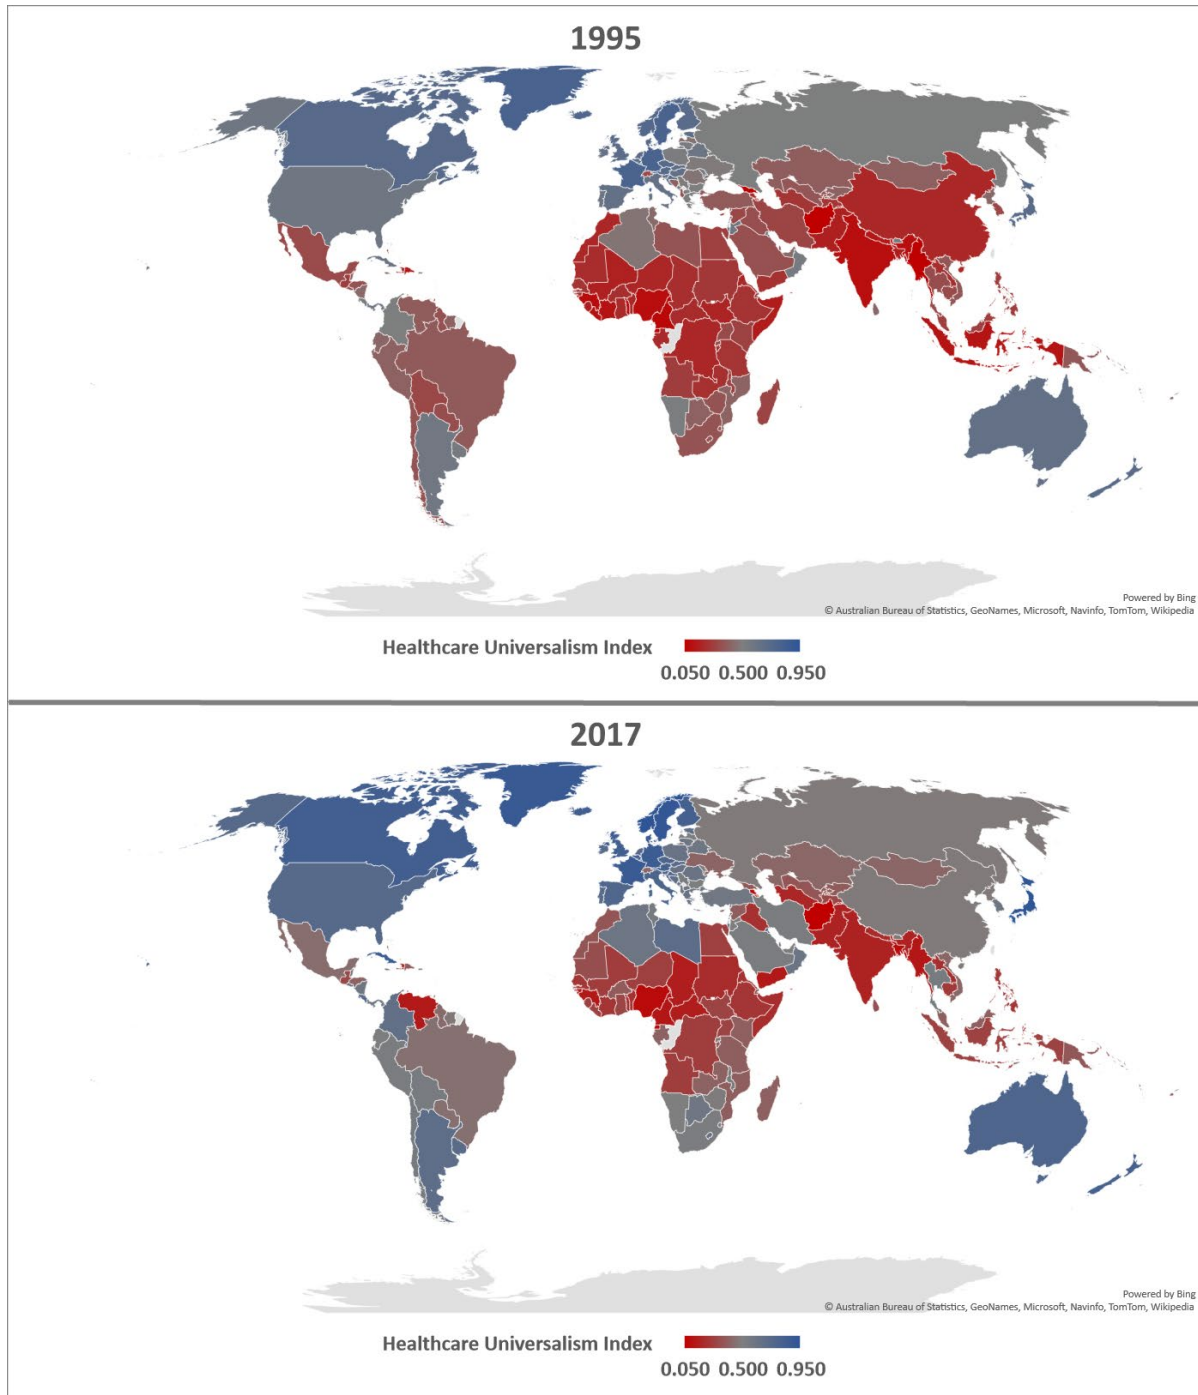 1995
Powered by Bing
© Australian Bureau of Statistics, GeoNames, Microsoft, Navinfo, TomTom, Wikipedia
Healthcare Universalism Index
0.050 0.500 0.950
2017
Powered by Bing
© Australian Bureau of Statistics, GeoNames, Microsoft, Navinfo, TomTom, Wikipedia
Healthcare Universalism Index
0.050 0.500 0.950